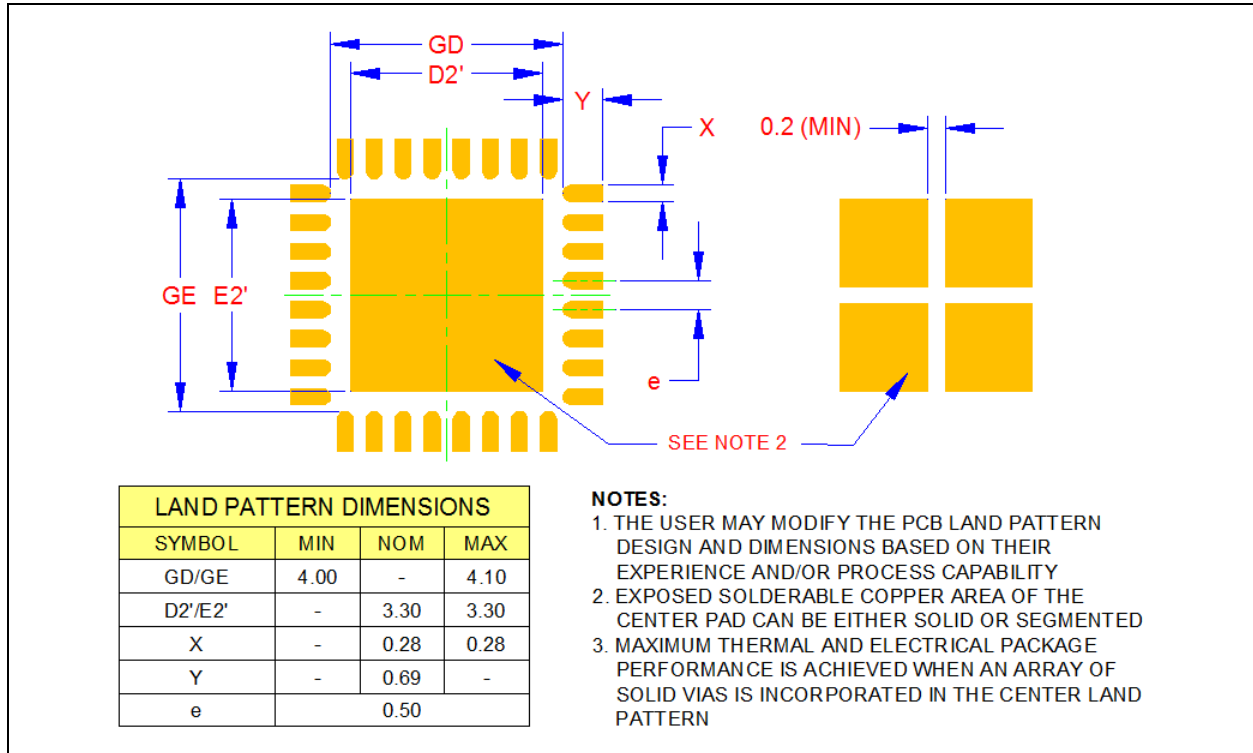 GD
D2'
Y
X
0.2 (MIN)
GE
E2'
e
SEE NOTE 2
LAND PATTERN DIMENSIONS
SYMBOL MIN NOM MAX
GD/GE 4.00 - 4.10
D2'/E2' - 3.30 3.30
X - 0.28 0.28
Y - 0.69 -
e 0.50
NOTES:
1. THE USER MAY MODIFY THE PCB LAND PATTERN
DESIGN AND DIMENSIONS BASED ON THEIR
EXPERIENCE AND/OR PROCESS CAPABILITY
2. EXPOSED SOLDERABLE COPPER AREA OF THE
CENTER PAD CAN BE EITHER SOLID OR SEGMENTED
3. MAXIMUM THERMAL AND ELECTRICAL PACKAGE
PERFORMANCE IS ACHIEVED WHEN AN ARRAY OF
SOLID VIAS IS INCORPORATED IN THE CENTER LAND
PATTERN